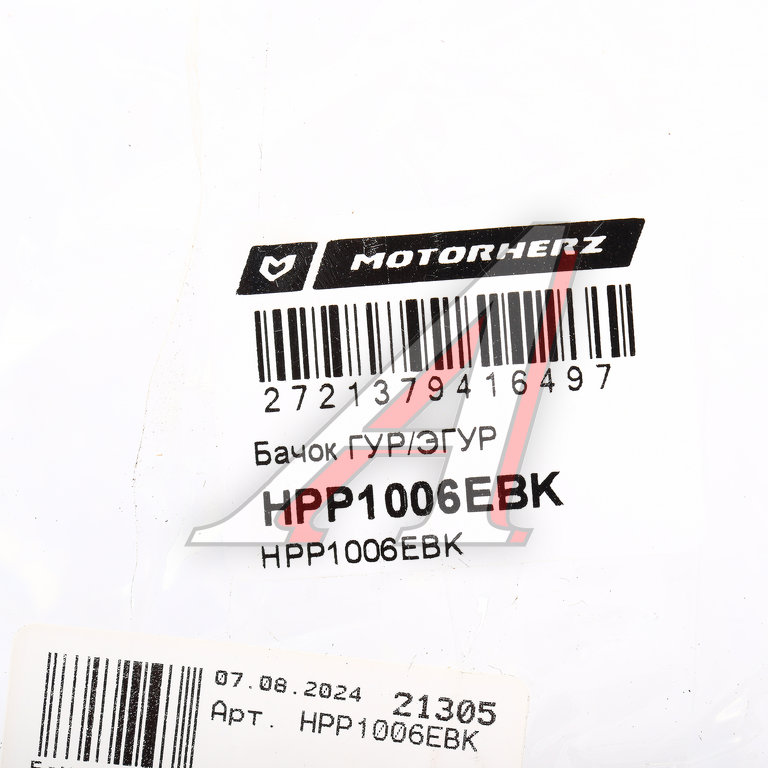 MOTORHERZ
2721379416497
Бачок ГУР/ЭГУР
HPP1006EBK
HPP1006EBK
07.08.2024 21305
Арт. HPP1006EBK